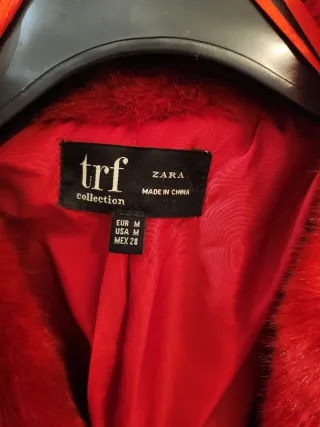 trf
collection
ZARA
MADE IN CHINA
EUR M
USA M
MEX 28